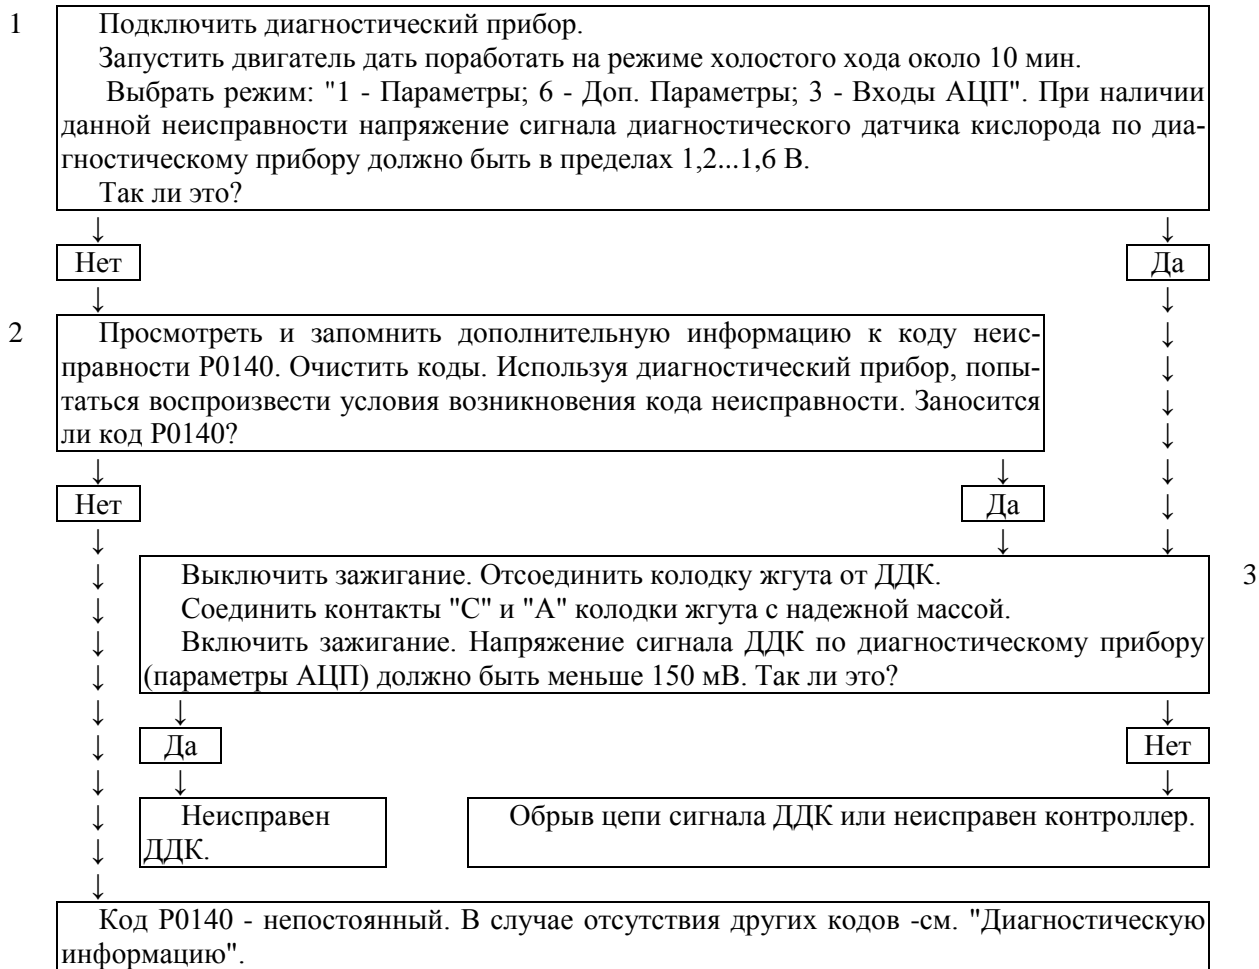 1
Подключить диагностический прибор.
Запустить двигатель дать поработать на режиме холостого хода около 10 мин.
Выбрать режим: "1 - Параметры; 6 - Доп. Параметры; 3 - Входы АЦП". При наличии
данной неисправности напряжение сигнала диагностического датчика кислорода по диа-
гностическому прибору должно быть в пределах 1,2...1,6 В.
Так ли это?
↓ ↓
Нет Да
↓ ↓
2
Просмотреть и запомнить дополнительную информацию к коду неис-
правности Р0140. Очистить коды. Используя диагностический прибор, попы-
таться воспроизвести условия возникновения кода неисправности. Заносится
ли код Р0140?
↓ ↓ ↓
Нет Да ↓
↓ ↓ ↓
Выключить зажигание. Отсоединить колодку жгута от ДДК.
3
Соединить контакты "С" и "А" колодки жгута с надежной массой.
Включить зажигание. Напряжение сигнала ДДК по диагностическому прибору
(параметры АЦП) должно быть меньше 150 мВ. Так ли это?
↓ ↓ ↓
↓ Да Нет
↓ ↓ ↓
Неисправен
ДДК.
Обрыв цепи сигнала ДДК или неисправен контроллер.
↓
Код Р0140 - непостоянный. В случае отсутствия других кодов -см. "Диагностическую
информацию".